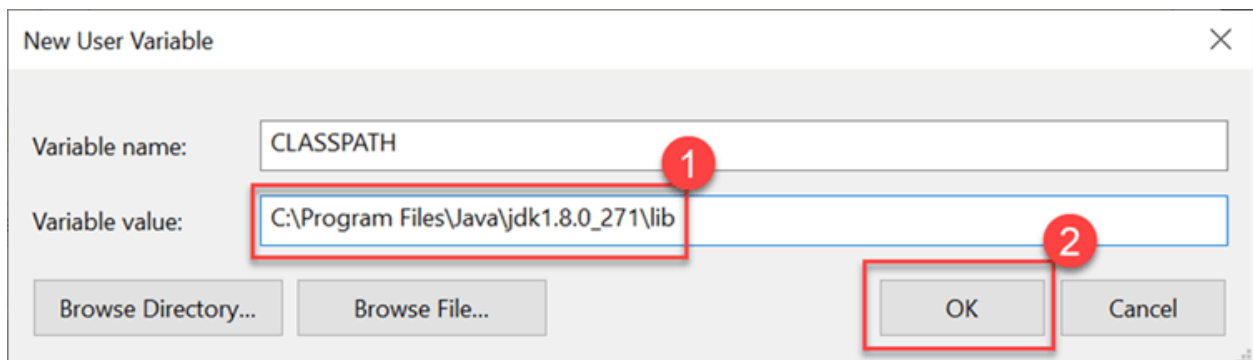 New User Variable
Variable name: CLASSPATH
1
Variable value: C:\Program Files\Java\jdk1.8.0_271\lib
2
Browse Directory... Browse File... OK Cancel